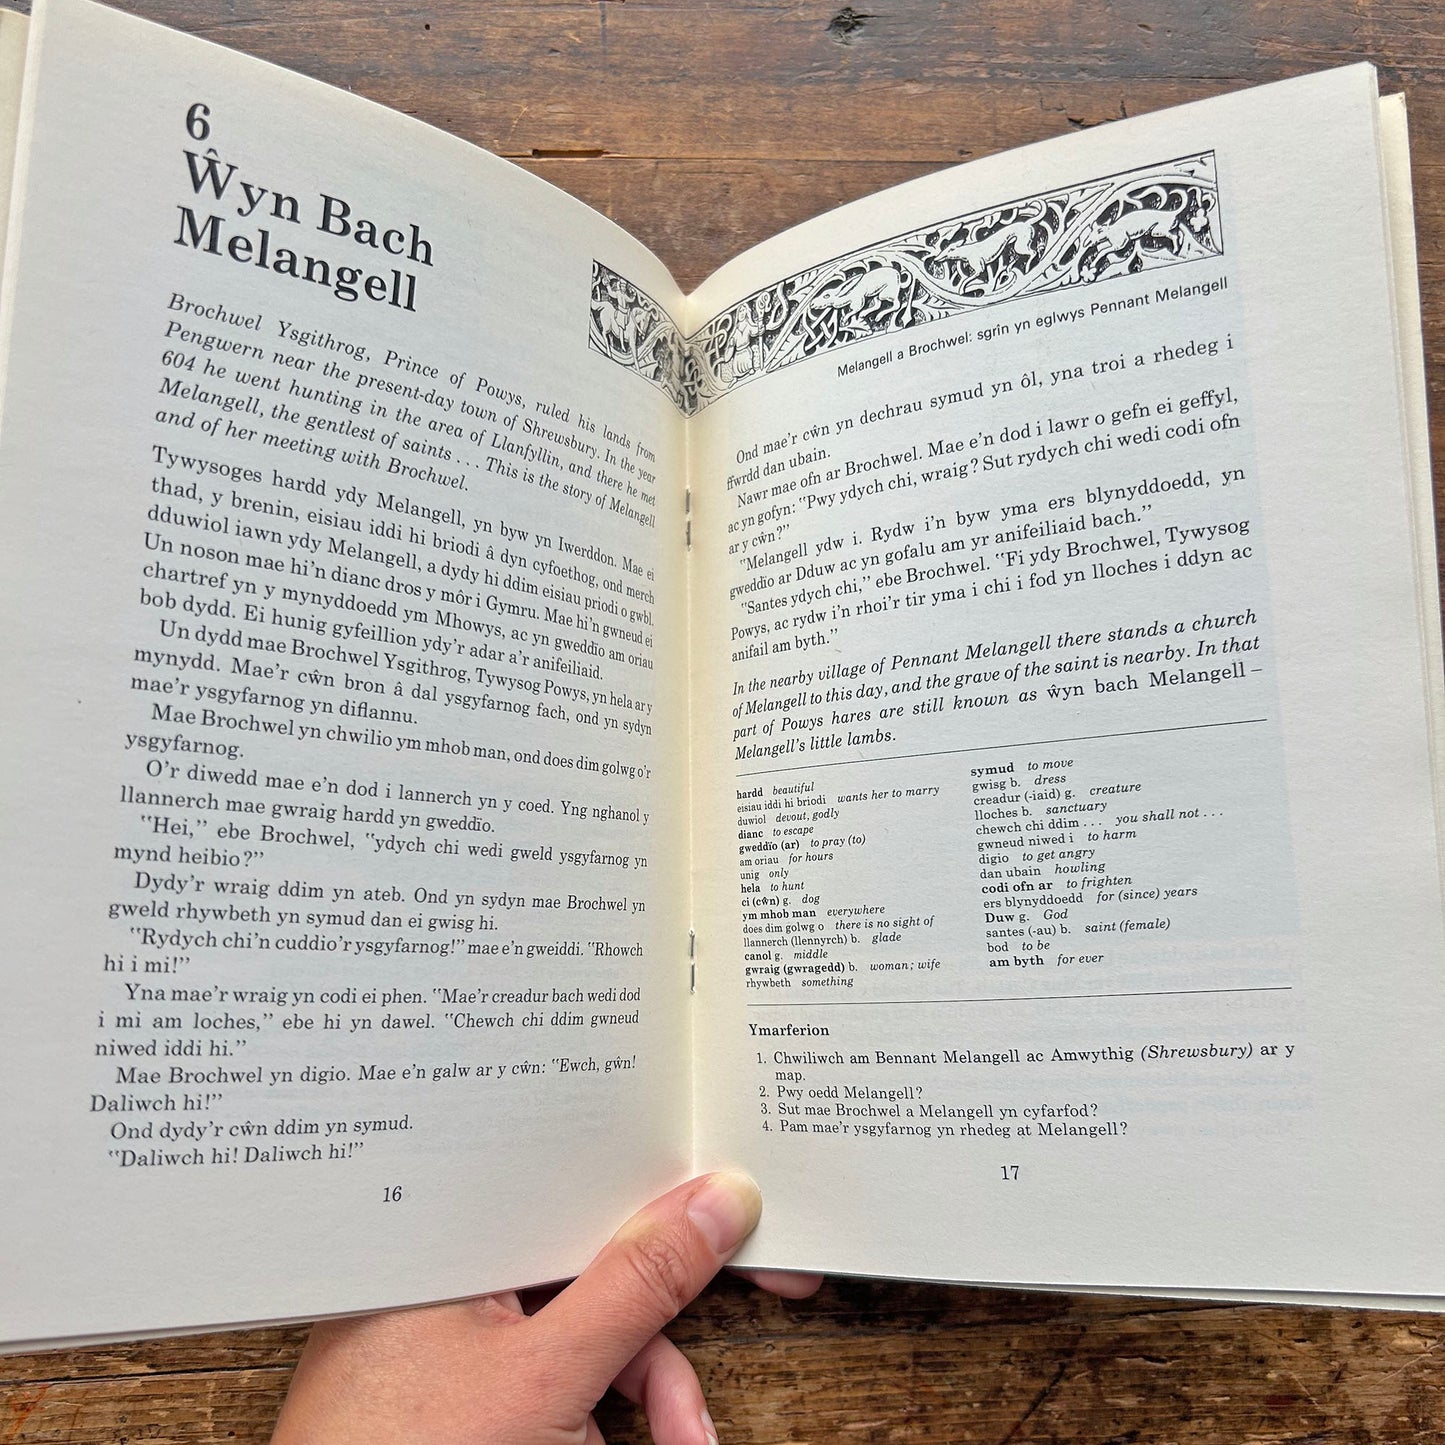 6
Ŵyn Bach
Melangell
Brochwel Ysgithrog, Prince of Powys, ruled his lands from
Pengwern near the present-day town of Shrewsbury. In the year
604 he went hunting in the area of Llanfyllin, and there he met
Melangell, the gentlest of saints . . . This is the story of Melangell
and of her meeting with Brochwel.
Tywysoges hardd ydy Melangell, yn byw yn Iwerddon. Mae ei
thad, y brenin, eisiau iddi hi briodi â dyn cyfoethog, ond merch
dduwiol iawn ydy Melangell, a dydy hi ddim eisiau priodi o gwbl.
Un noson mae hi'n dianc dros y môr i Gymru. Mae hi'n gwneud ei
chartref yn y mynyddoedd ym Mhowys, ac yn gweddïo am oriau
bob dydd. Ei hunig gyfeillion ydy'r adar a'r anifeiliaid.
Un dydd mae Brochwel Ysgithrog, Tywysog Powys, yn hela ar y
mynydd. Mae'r cŵn bron â dal ysgyfarnog fach, ond yn sydyn
mae'r ysgyfarnog yn diflannu.
Mae Brochwel yn chwilio ym mhob man, ond does dim golwg o'r
ysgyfarnog.
O'r diwedd mae e'n dod i lannerch yn y coed. Yng nghanol y
llannerch mae gwraig hardd yn gweddïo.
"Hei," ebe Brochwel, "ydych chi wedi gweld ysgyfarnog yn
mynd heibio?"
Dydy'r wraig ddim yn ateb. Ond yn sydyn mae Brochwel yn
gweld rhywbeth yn symud dan ei gwisg hi.
"Rydych chi'n cuddio'r ysgyfarnog!" mae e'n gweiddi. "Rhowch
hi i mi!"
Yna mae'r wraig yn codi ei phen. "Mae'r creadur bach wedi dod
i mi am loches," ebe hi yn dawel. "Chewch chi ddim gwneud
niwed iddi hi."
Mae Brochwel yn digio. Mae e'n galw ar y cŵn: "Ewch, gŵn!
Daliwch hi!"
Ond dydy'r cŵn ddim yn symud.
"Daliwch hi! Daliwch hi!"
16
Melangell a Brochwel: sgrin yn eglwys Pennant Melangell
Ond mae'r cŵn yn dechrau symud yn ôl, yna troi a rhedeg i
ffwrdd dan ubain.
Nawr mae ofn ar Brochwel. Mae e'n dod i lawr o gefn ei geffyl,
ac yn gofyn: "Pwy ydych chi, wraig? Sut rydych chi wedi codi ofn
ar y cŵn?"
"Melangell ydw i. Rydw i'n byw yma ers blynyddoedd, yn
gweddïo ar Dduw ac yn gofalu am yr anifeiliaid bach."
"Santes ydych chi," ebe Brochwel. "Fi ydy Brochwel, Tywysog
Powys, ac rydw i'n rhoi'r tir yma i chi i fod yn lloches i ddyn ac
anifail am byth."
In the nearby village of Pennant Melangell there stands a church
of Melangell to this day, and the grave of the saint is nearby. In that
part of Powys hares are still known as ŵyn bach Melangell –
Melangell's little lambs.
hardd beautiful
eisiau iddi hi briodi wants her to marry
duwiol devout, godly
dianc to escape
gweddïo (ar) to pray (to)
am oriau for hours
unig only
hela to hunt
ci (cŵn) g. dog
ym mhob man everywhere
does dim golwg o there is no sight of
llannerch (llennyrch) b. glade
canol g. middle
gwraig (gwragedd) b. woman; wife
rhywbeth something
symud to move
gwisg b. dress
creadur (-iaid) g. creature
lloches b. sanctuary
chewch chi ddim . . . you shall not . . .
gwneud niwed i to harm
digio to get angry
dan ubain howling
codi ofn ar to frighten
ers blynyddoedd for (since) years
Duw g. God
santes (-au) b. saint (female)
bod to be
am byth for ever
Ymarferion
1. Chwiliwch am Bennant Melangell ac Amwythig (Shrewsbury) ar y
map.
2. Pwy oedd Melangell?
3. Sut mae Brochwel a Melangell yn cyfarfod?
4. Pam mae'r ysgyfarnog yn rhedeg at Melangell?
17